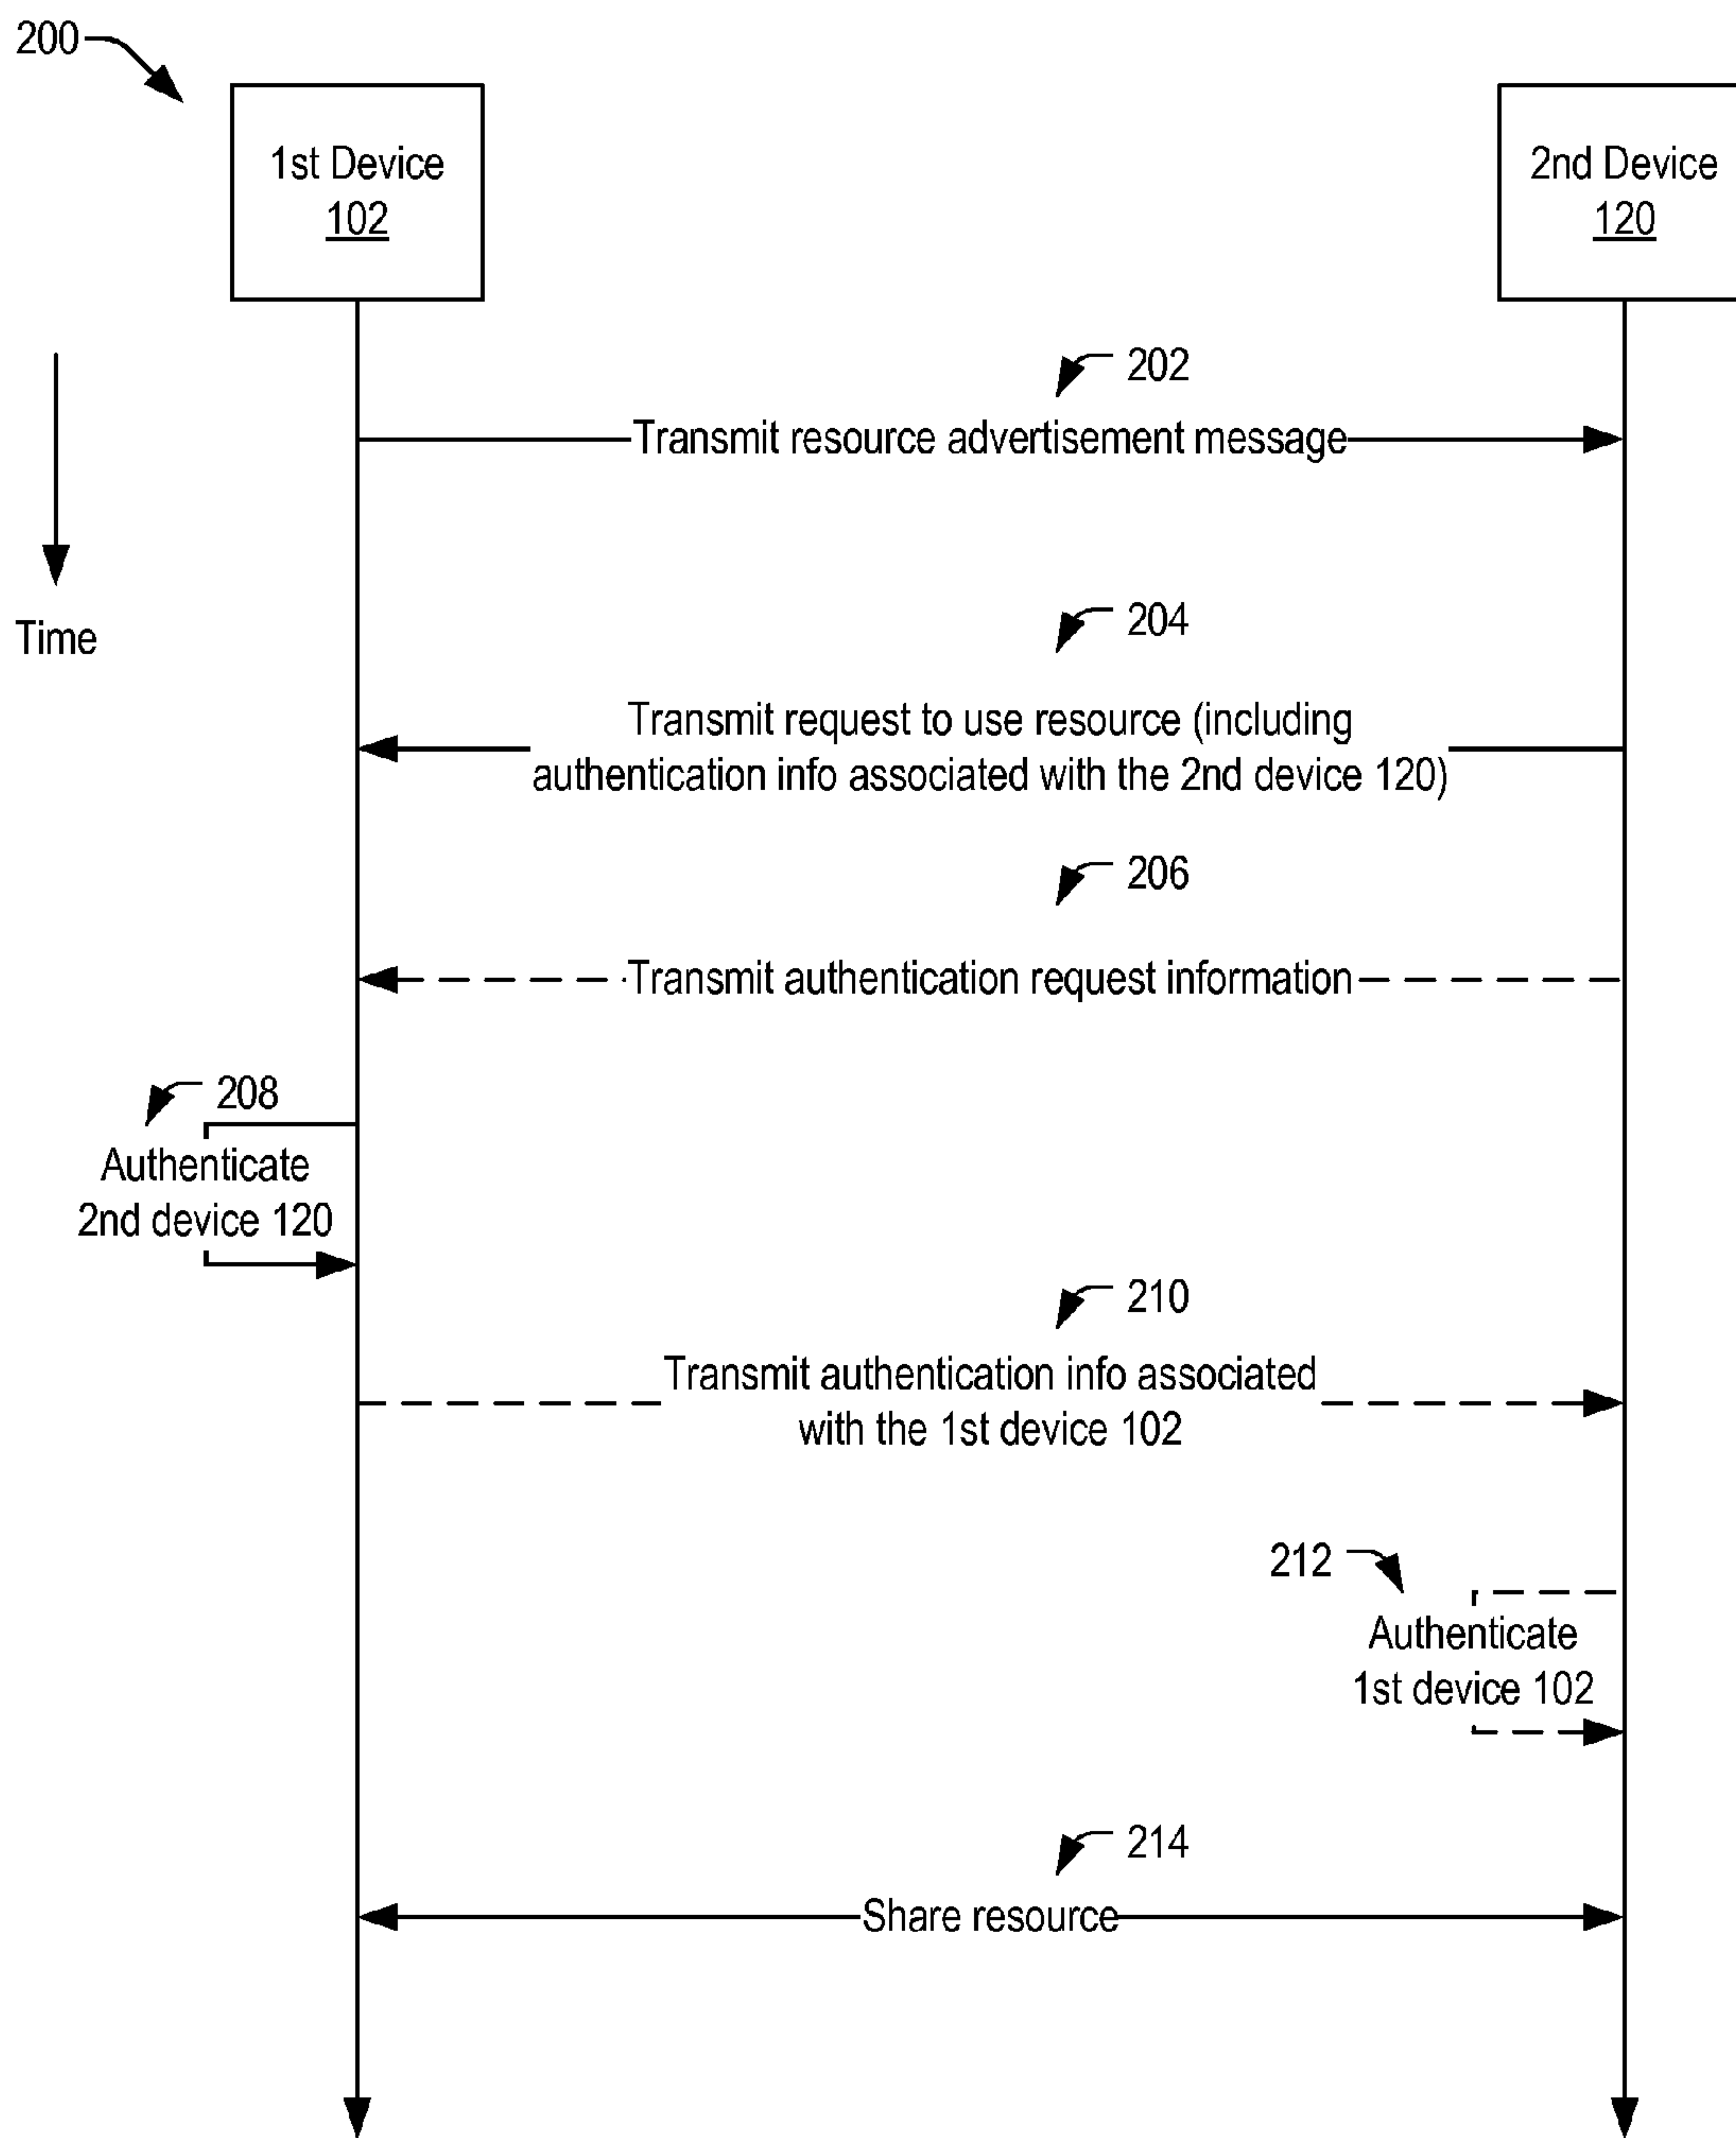 200
1st Device
102
2nd Device
120
202
Transmit resource advertisement message
Time
204
Transmit request to use resource (including
authentication info associated with the 2nd device 120)
206
Transmit authentication request information
208
Authenticate
2nd device 120
210
Transmit authentication info associated
with the 1st device 102
212
Authenticate
1st device 102
214
Share resource